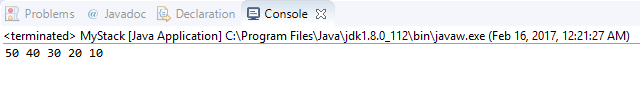 Problems @ Javadoc Declaration Console
<terminated> MyStack [Java Application] C:\Program Files\Java\jdk1.8.0_112\bin\javaw.exe (Feb 16, 2017, 12:21:27 AM)
50 40 30 20 10